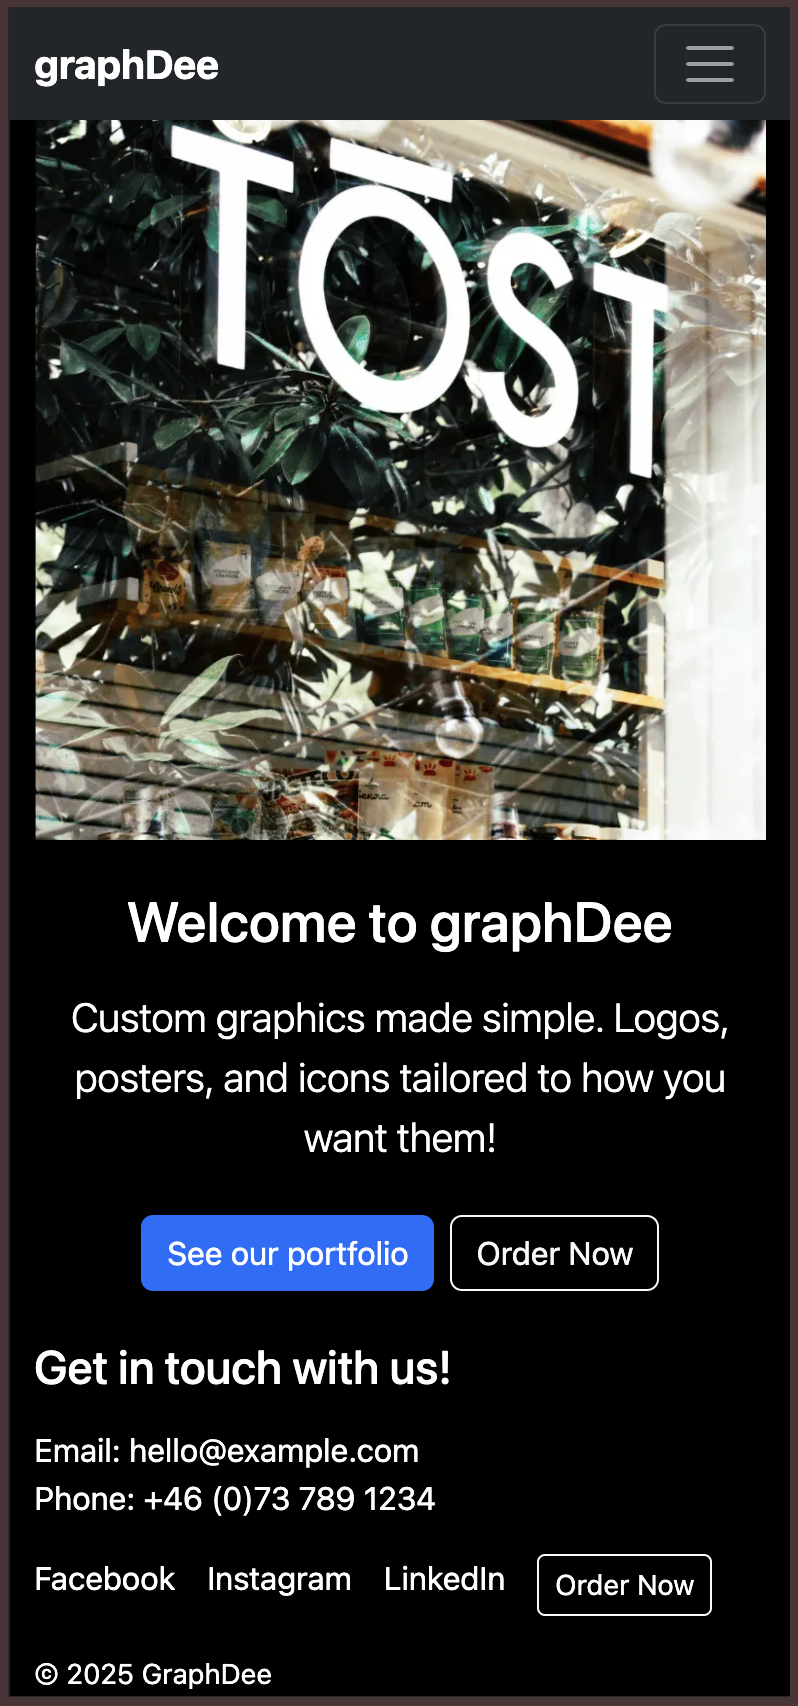 graphDee
TŌST
Welcome to graphDee
Custom graphics made simple. Logos,
posters, and icons tailored to how you
want them!
See our portfolio
Order Now
Get in touch with us!
Email: hello@example.com
Phone: +46 (0)73 789 1234
Facebook
Instagram
LinkedIn
Order Now
© 2025 GraphDee